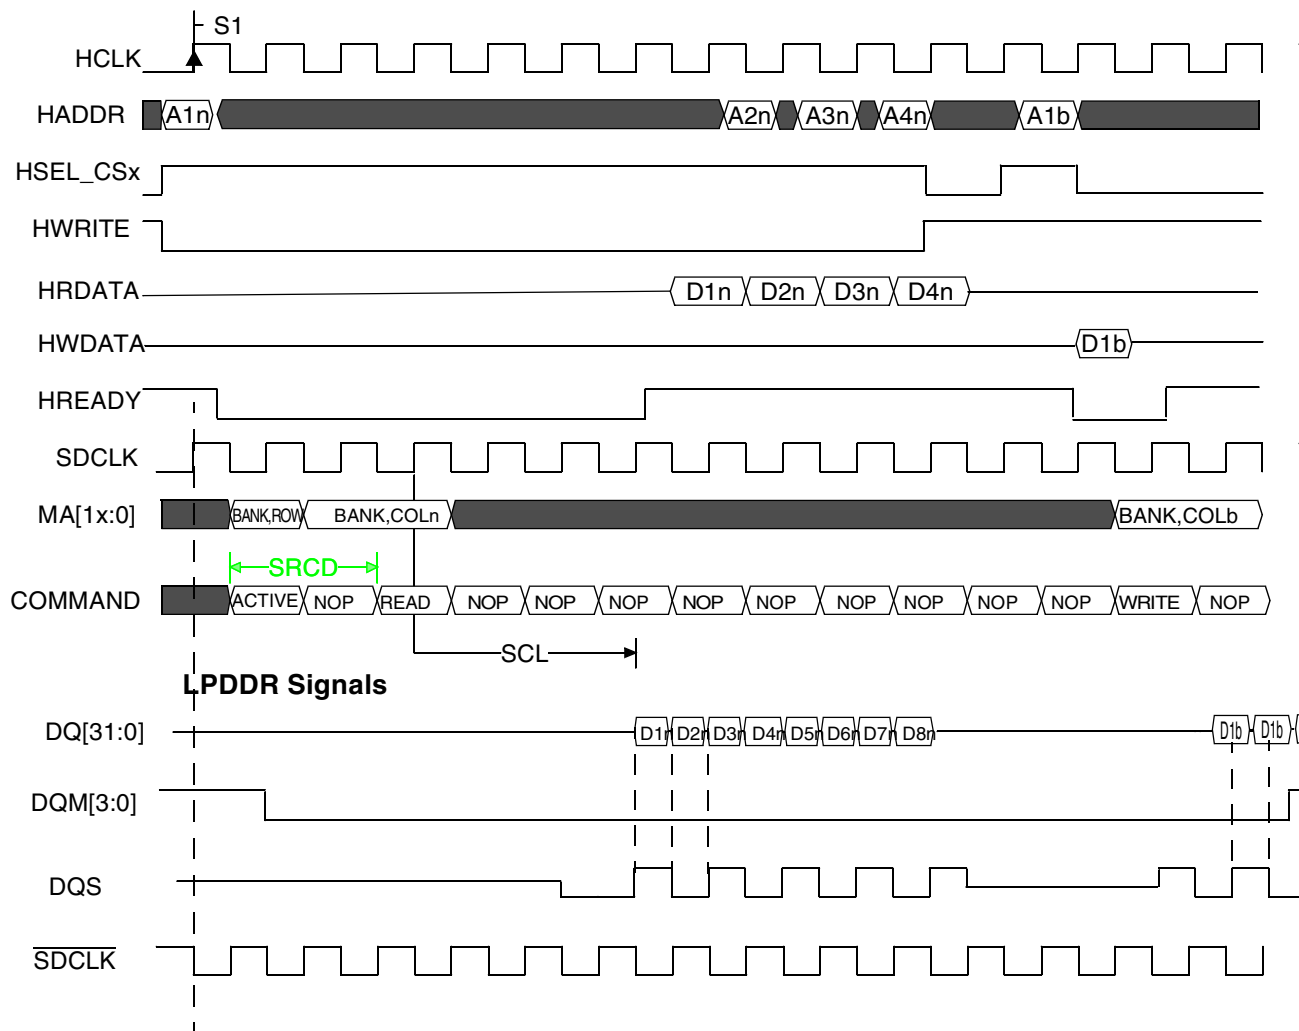 S1
HCLK
HADDR A1n A2n A3n A4n A1b
HSEL_CSx
HWRITE
HRDATA D1n D2n D3n D4n
HWDATA D1b
HREADY
SDCLK
MA[1x:0] BANK,ROW BANK,COLn BANK,COLb
SRCD
COMMAND ACTIVE NOP READ NOP NOP NOP NOP NOP NOP NOP NOP NOP WRITE NOP
SCL
LPDDR Signals
DQ[31:0] D1n D2n D3n D4n D5n D6n D7n D8n D1b D1b
DQM[3:0]
DQS
SDCLK